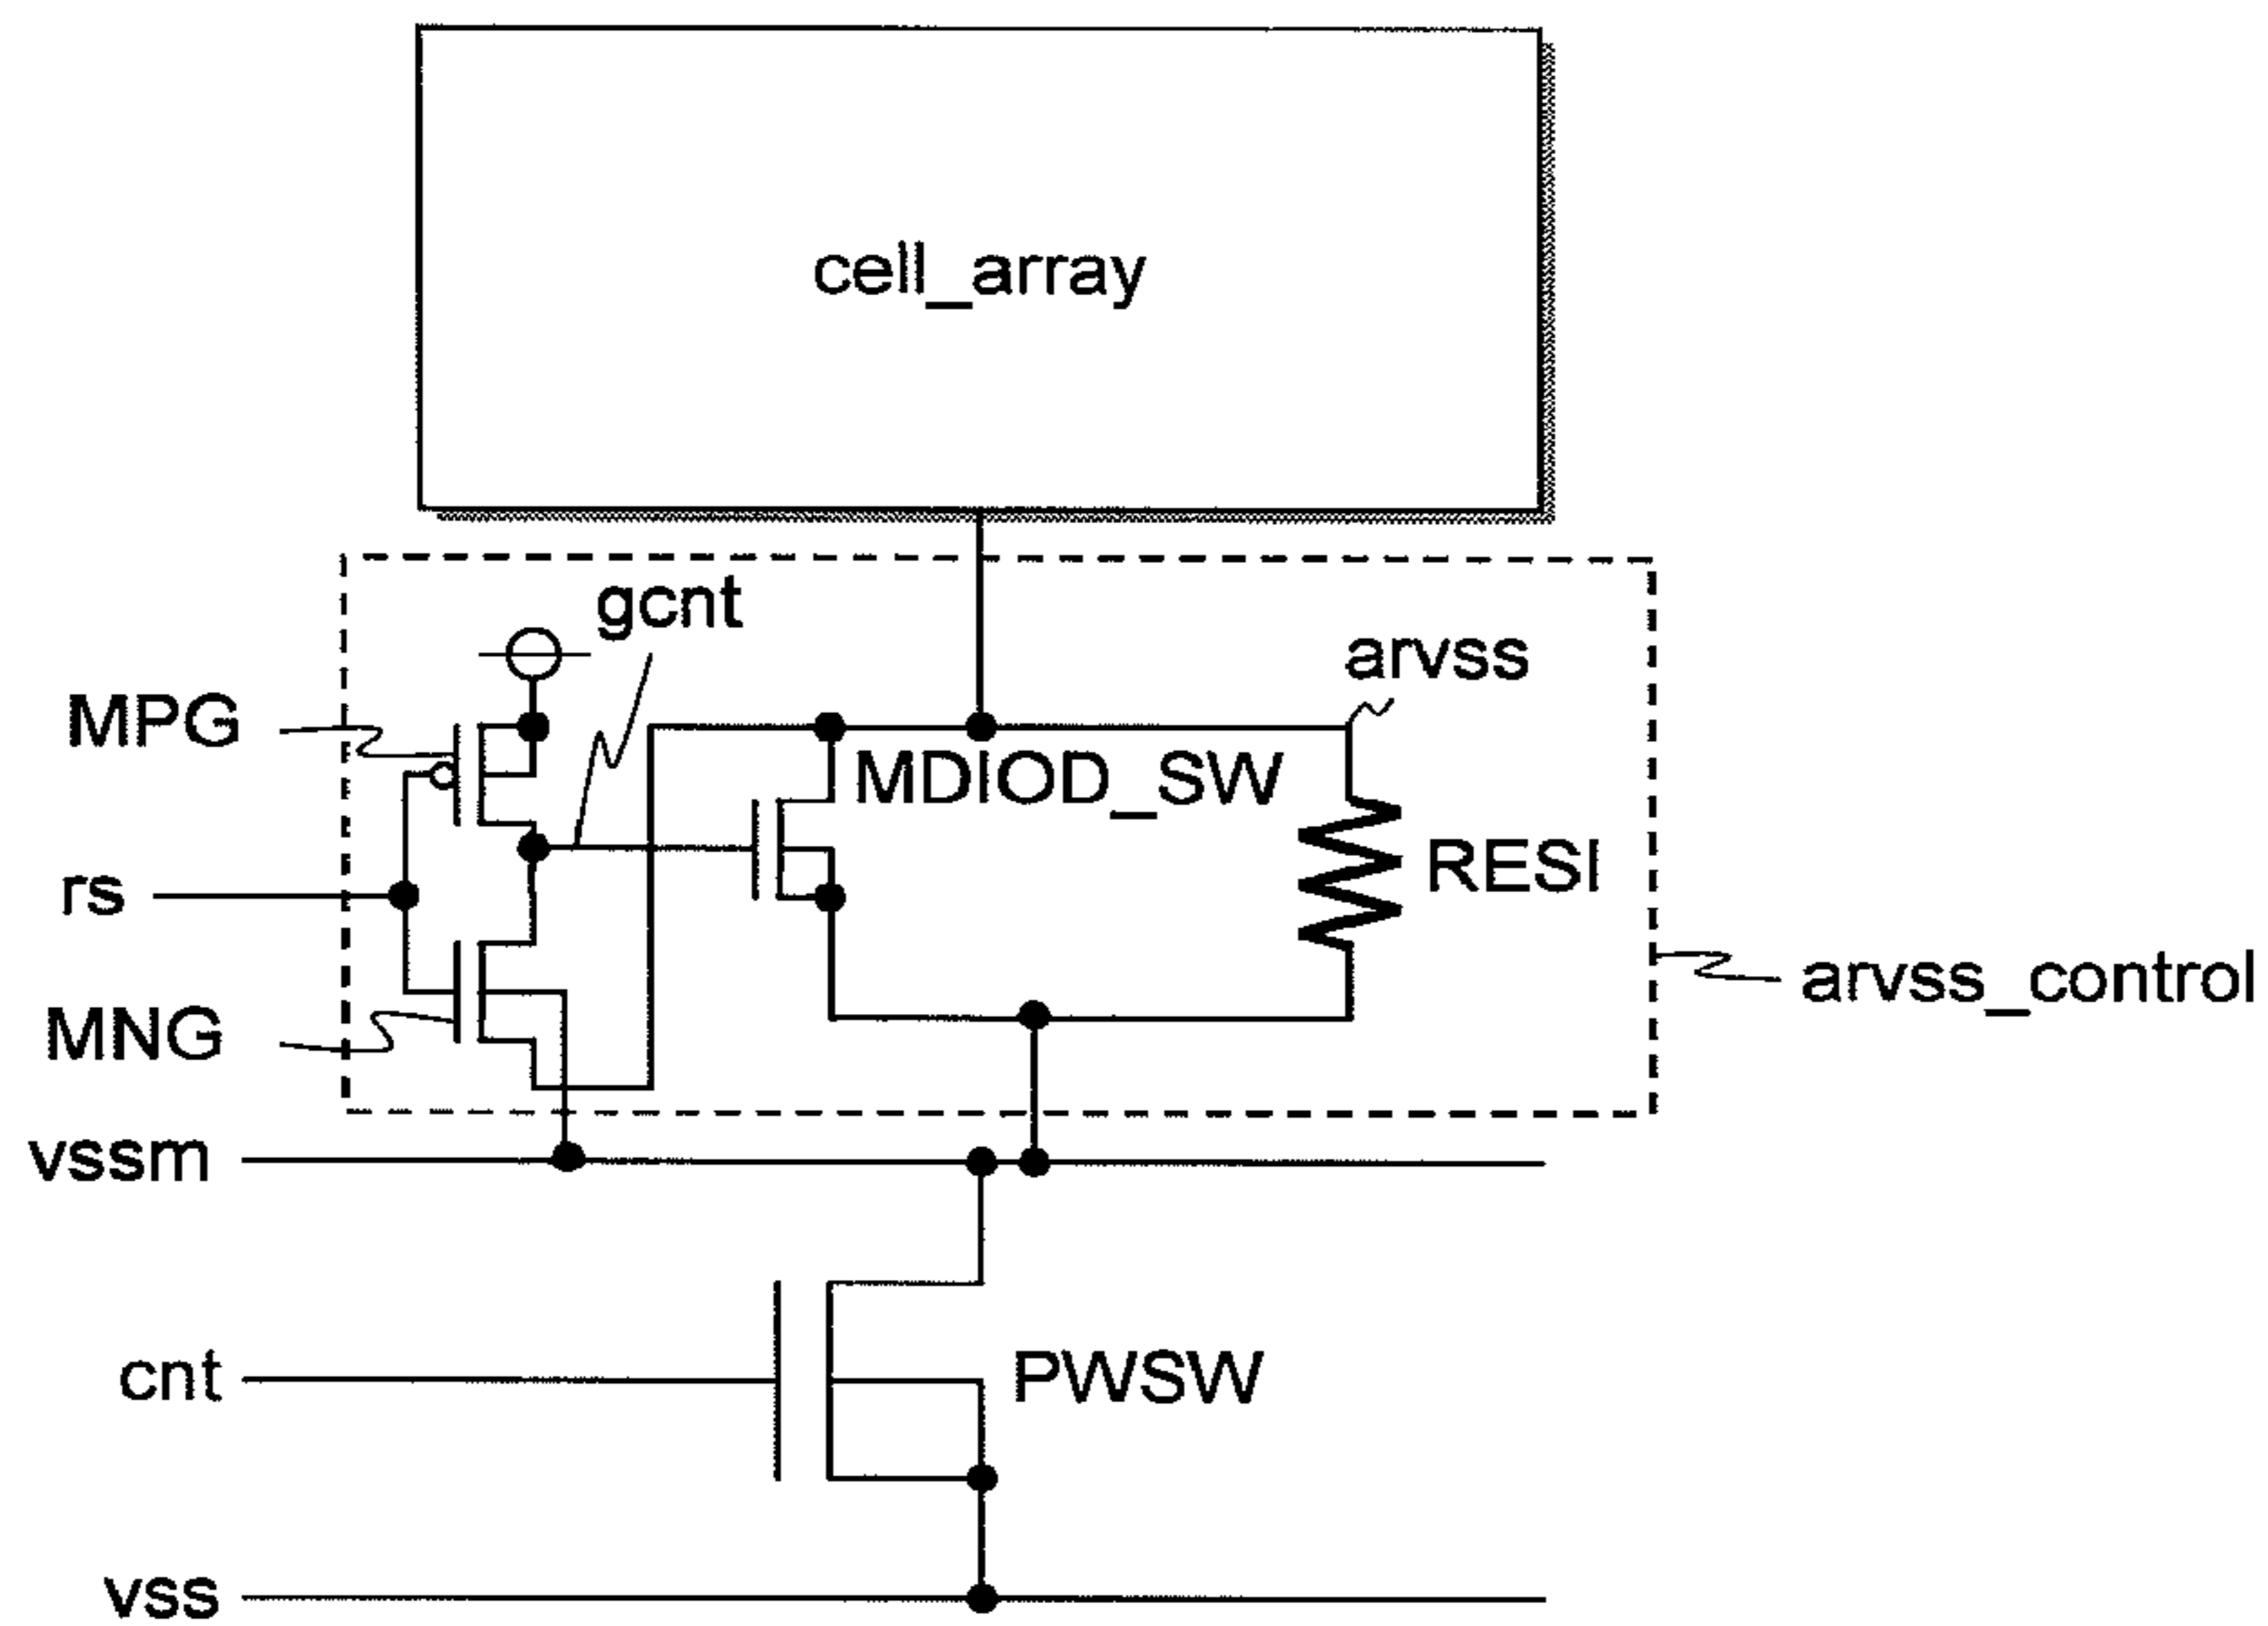 cell_array
gcnt
arvss
MPG
MDIOD_SW
RESI
rs
arvss_control
MNG
vssm
cnt
PWSW
vss